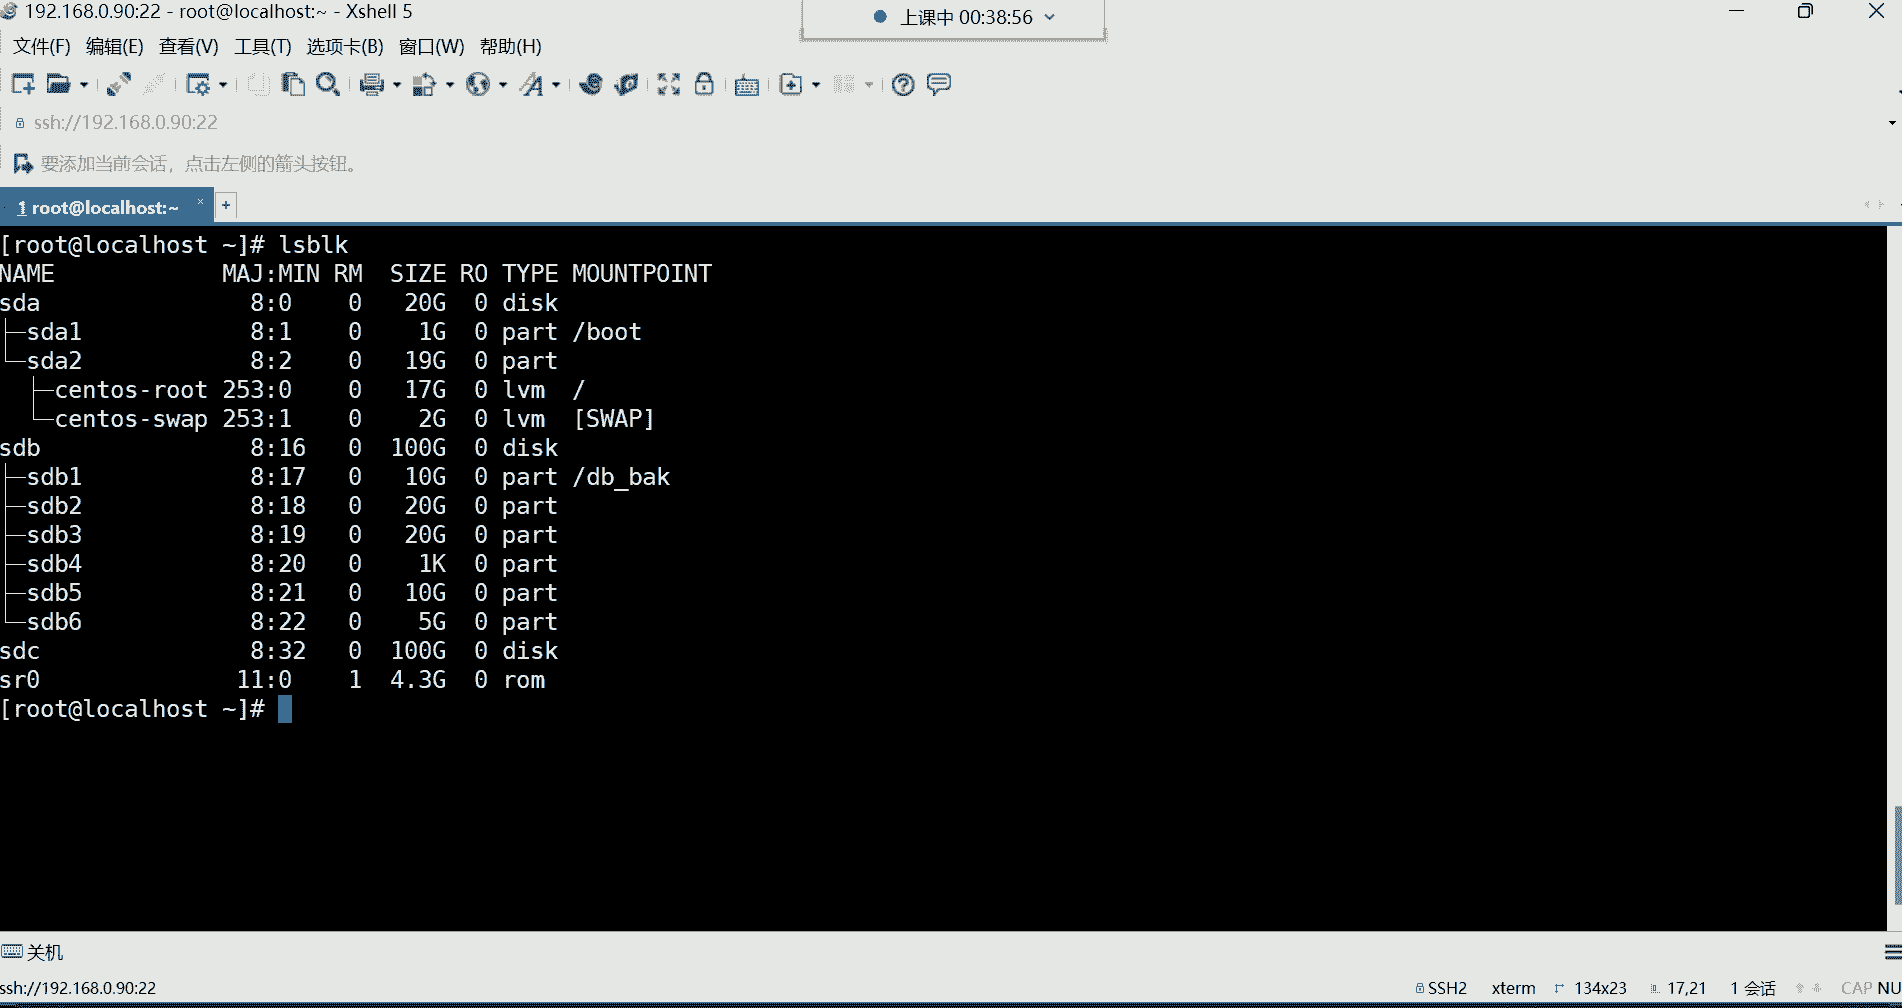 192.168.0.90:22 - root@localhost:~ - Xshell 5
上课中 00:38:56
文件(F) 编辑(E) 查看(V) 工具(T) 选项卡(B) 窗口(W) 帮助(H)
ssh://192.168.0.90:22
要添加当前会话，点击左侧的箭头按钮。
1 root@localhost:~ × +
[root@localhost ~]# lsblk
NAME            MAJ:MIN RM  SIZE RO TYPE MOUNTPOINT
sda               8:0    0   20G  0 disk
├─sda1            8:1    0    1G  0 part /boot
└─sda2            8:2    0   19G  0 part
  ├─centos-root 253:0    0   17G  0 lvm  /
  └─centos-swap 253:1    0    2G  0 lvm  [SWAP]
sdb               8:16   0  100G  0 disk
├─sdb1            8:17   0   10G  0 part /db_bak
├─sdb2            8:18   0   20G  0 part
├─sdb3            8:19   0   20G  0 part
├─sdb4            8:20   0    1K  0 part
├─sdb5            8:21   0   10G  0 part
└─sdb6            8:22   0    5G  0 part
sdc               8:32   0  100G  0 disk
sr0              11:0    1  4.3G  0 rom
[root@localhost ~]#
关机
ssh://192.168.0.90:22 SSH2 xterm 134x23 17,21 1 会话 CAP NU